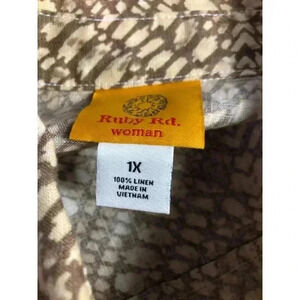 Ruby Rd.
woman
1X
100% LINEN
MADE IN
VIETNAM